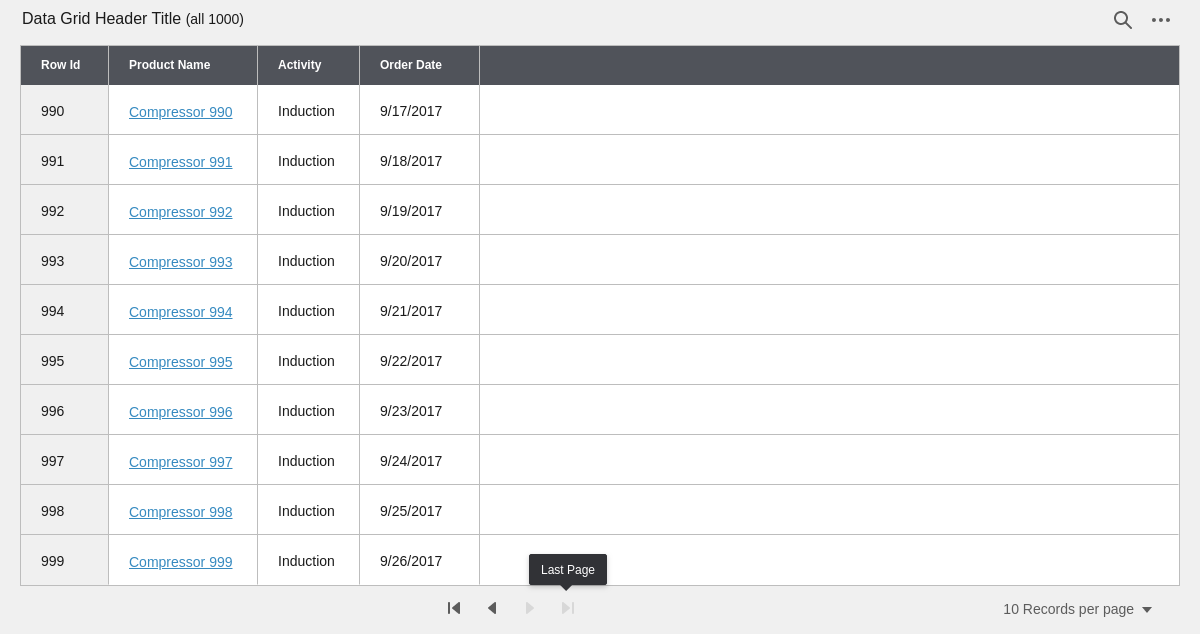 Data Grid Header Title (all 1000)
Row Id Product Name Activity Order Date
990 Compressor 990 Induction 9/17/2017
991 Compressor 991 Induction 9/18/2017
992 Compressor 992 Induction 9/19/2017
993 Compressor 993 Induction 9/20/2017
994 Compressor 994 Induction 9/21/2017
995 Compressor 995 Induction 9/22/2017
996 Compressor 996 Induction 9/23/2017
997 Compressor 997 Induction 9/24/2017
998 Compressor 998 Induction 9/25/2017
999 Compressor 999 Induction 9/26/2017
Last Page
10 Records per page